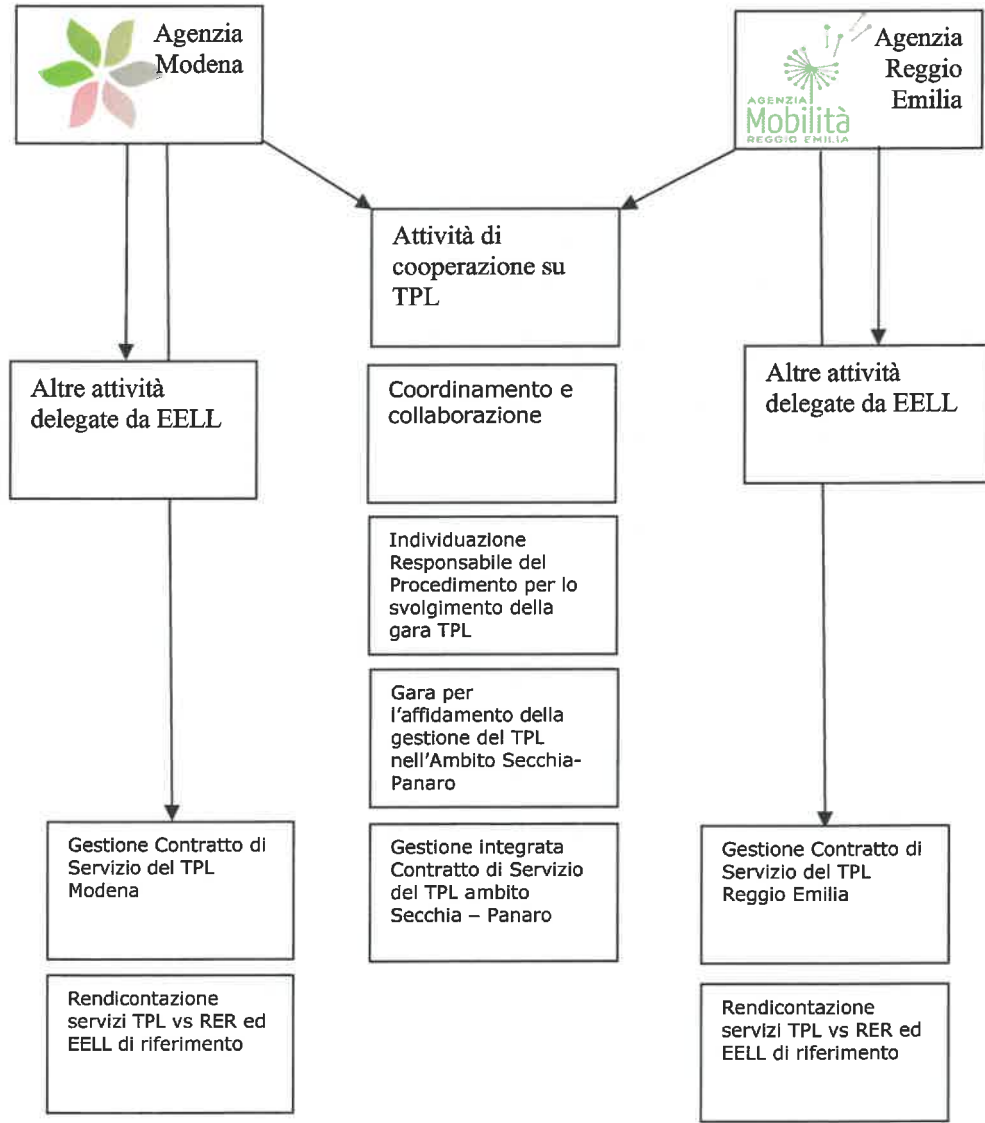 Agenzia
Modena
AGENZIA
Mobilità
REGGIO EMILIA
Agenzia
Reggio
Emilia
Attività di
cooperazione su
TPL
Altre attività
delegate da EELL
Coordinamento e
collaborazione
Altre attività
delegate da EELL
Individuazione
Responsabile del
Procedimento per lo
svolgimento della
gara TPL
Gara per
l'affidamento della
gestione del TPL
nell'Ambito Secchia-
Panaro
Gestione Contratto di
Servizio del TPL
Modena
Gestione integrata
Contratto di Servizio
del TPL ambito
Secchia – Panaro
Gestione Contratto di
Servizio del TPL
Reggio Emilia
Rendicontazione
servizi TPL vs RER ed
EELL di riferimento
Rendicontazione
servizi TPL vs RER ed
EELL di riferimento